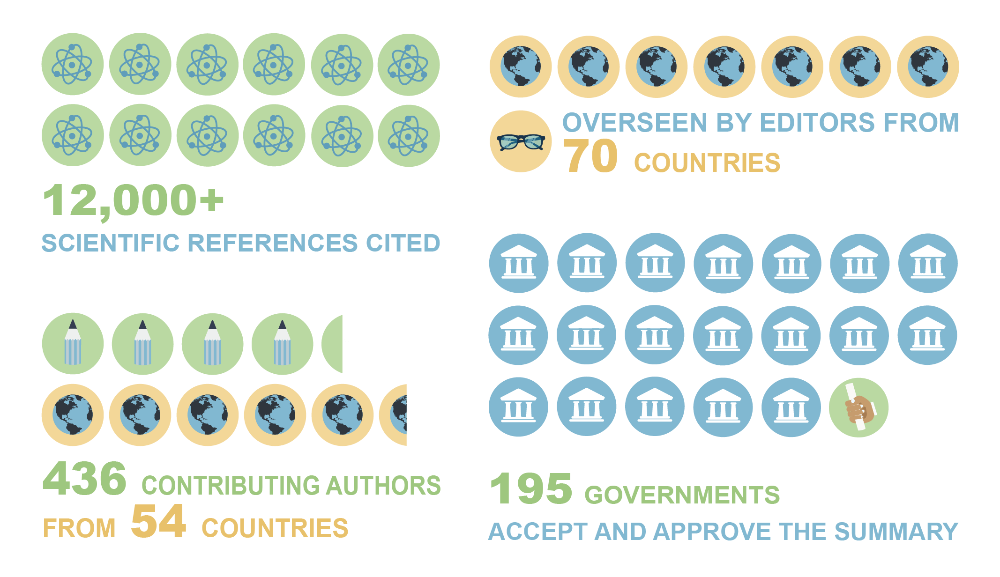 12,000+
SCIENTIFIC REFERENCES CITED
436 CONTRIBUTING AUTHORS
FROM 54 COUNTRIES
OVERSEEN BY EDITORS FROM
70 COUNTRIES
195 GOVERNMENTS
ACCEPT AND APPROVE THE SUMMARY